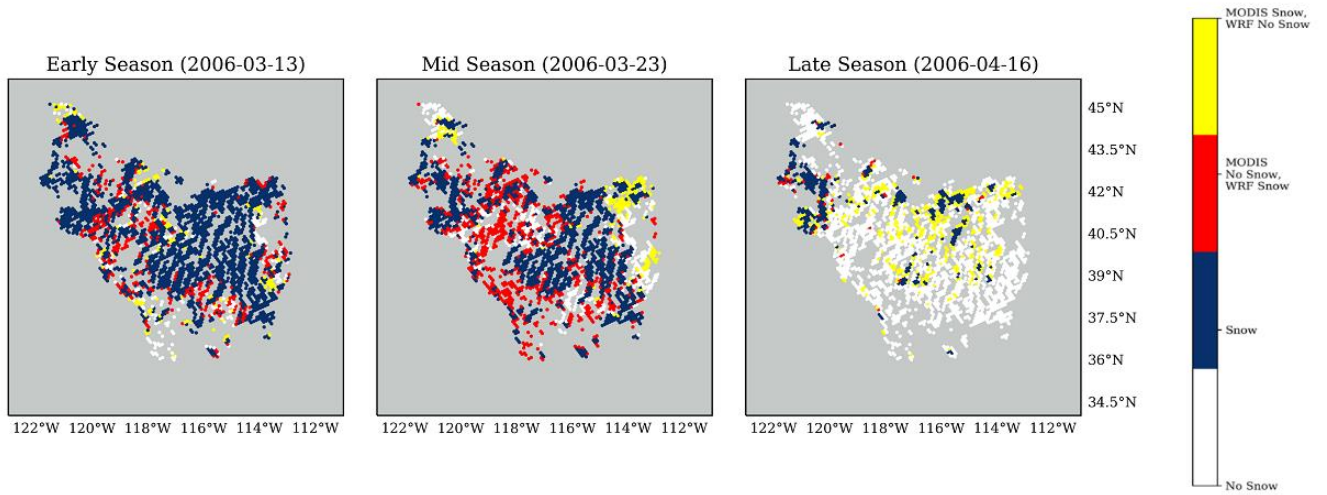 Early Season (2006-03-13)
Mid Season (2006-03-23)
Late Season (2006-04-16)
45°N
43.5°N
42°N
40.5°N
39°N
37.5°N
36°N
34.5°N
122°W 120°W 118°W 116°W 114°W 112°W
122°W 120°W 118°W 116°W 114°W 112°W
122°W 120°W 118°W 116°W 114°W 112°W
MODIS Snow,
WRF No Snow
MODIS
No Snow,
WRF Snow
Snow
No Snow